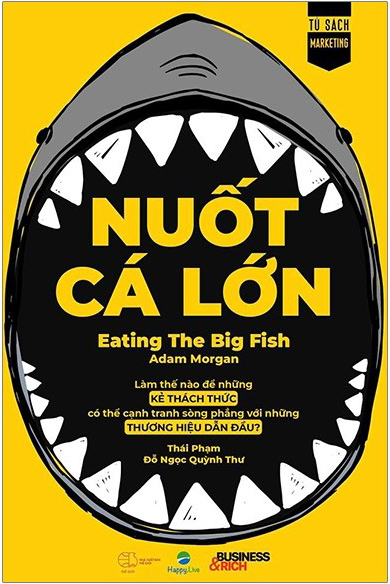 TỦ SÁCH
MARKETING
NUỐT
CÁ LỚN
Eating The Big Fish
Adam Morgan
Làm thế nào để những
KẺ THÁCH THỨC
có thể cạnh tranh sòng phẳng với những
THƯƠNG HIỆU DẪN ĐẦU?
Thái Phạm
Đỗ Ngọc Quỳnh Thư
Happy.Live
BUSINESS
&RICH